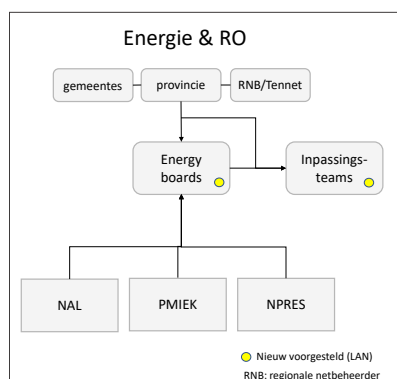 Energie & RO
gemeentes
provincie
RNB/Tennet
Energy
boards
Inpassings-
teams
NAL
PMIEK
NPRES
Nieuw voorgesteld (LAN)
RNB: regionale netbeheerder